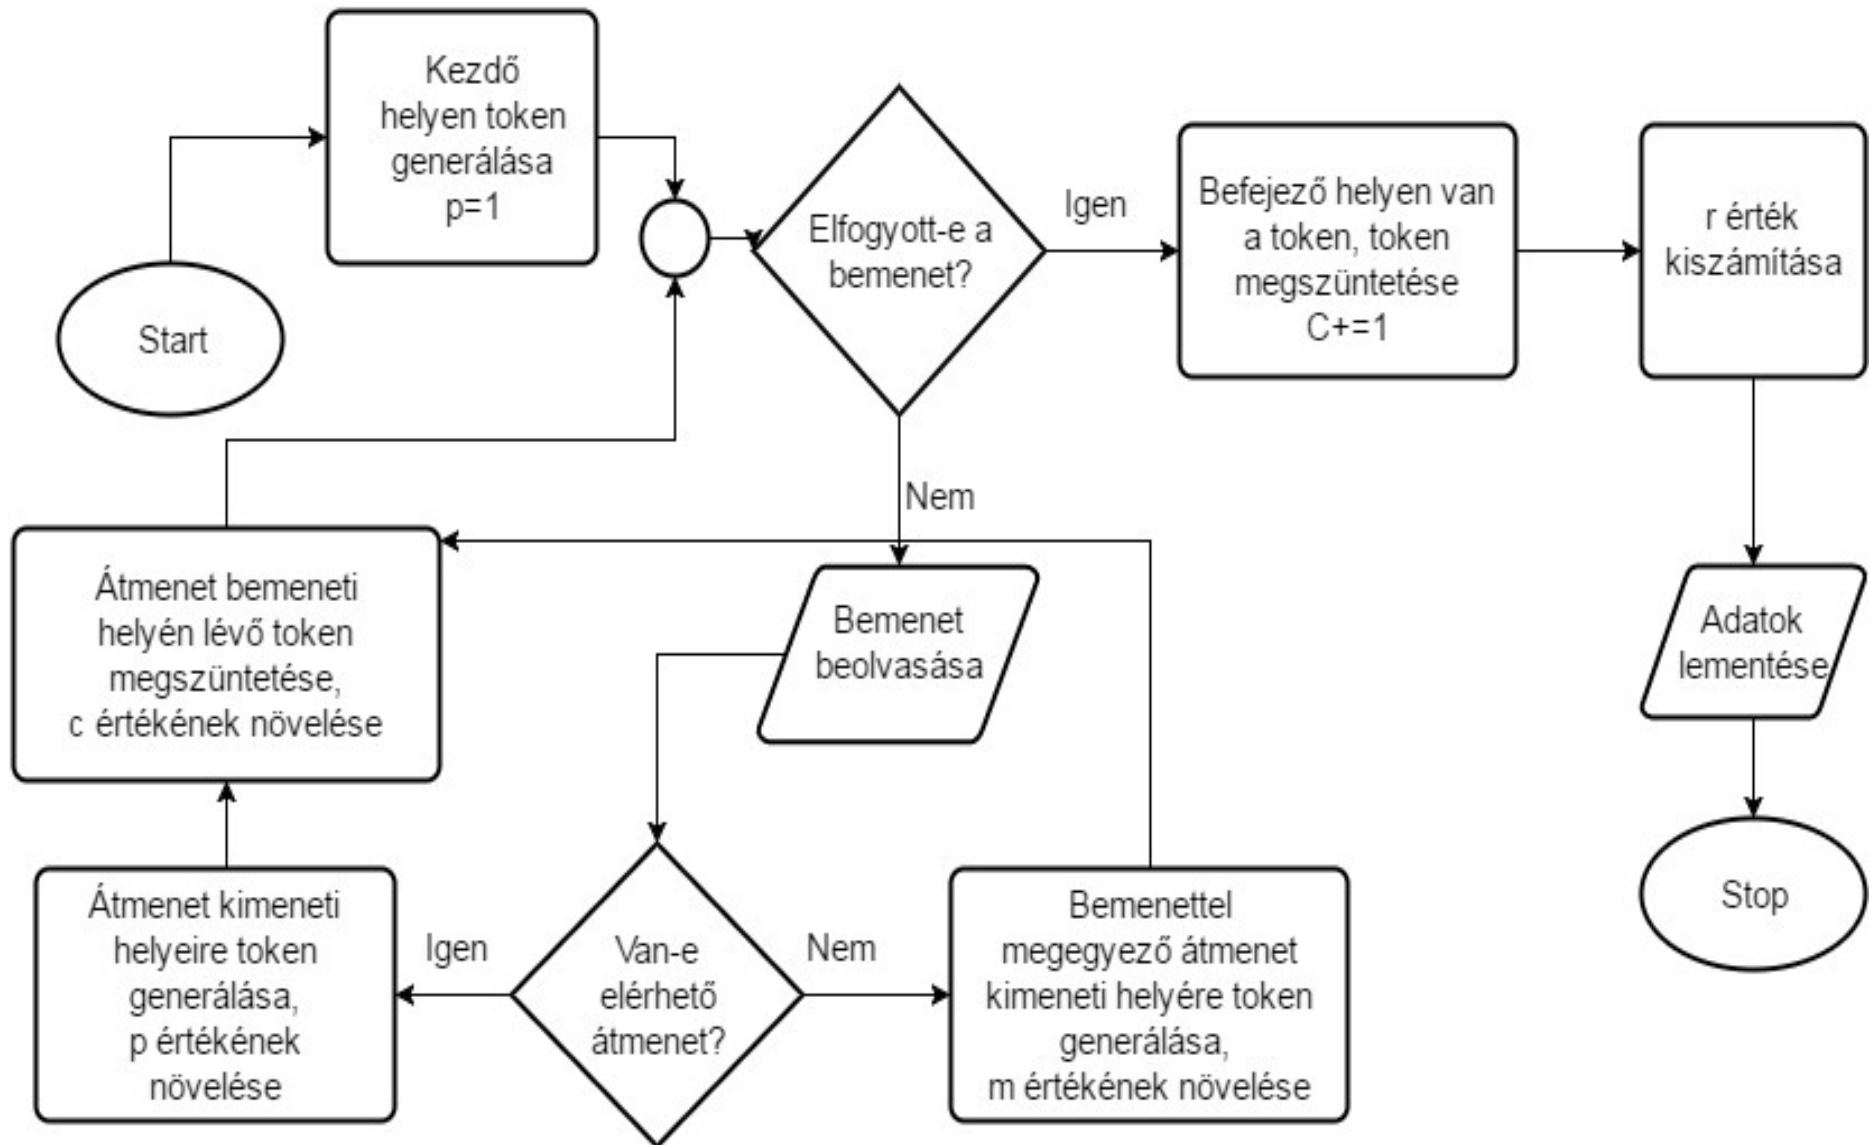 Kezdő
helyen token
generálása
p=1
Start
Elfogyott-e a
bemenet?
Igen
Befejező helyen van
a token, token
megszüntetése
C+=1
r érték
kiszámítása
Nem
Bemenet
beolvasása
Átmenet bemeneti
helyén lévő token
megszüntetése,
c értékének növelése
Adatok
lementése
Átmenet kimeneti
helyeire token
generálása,
p értékének
növelése
Igen
Van-e
elérhető
átmenet?
Nem
Bemenettel
megegyező átmenet
kimeneti helyére token
generálása,
m értékének növelése
Stop